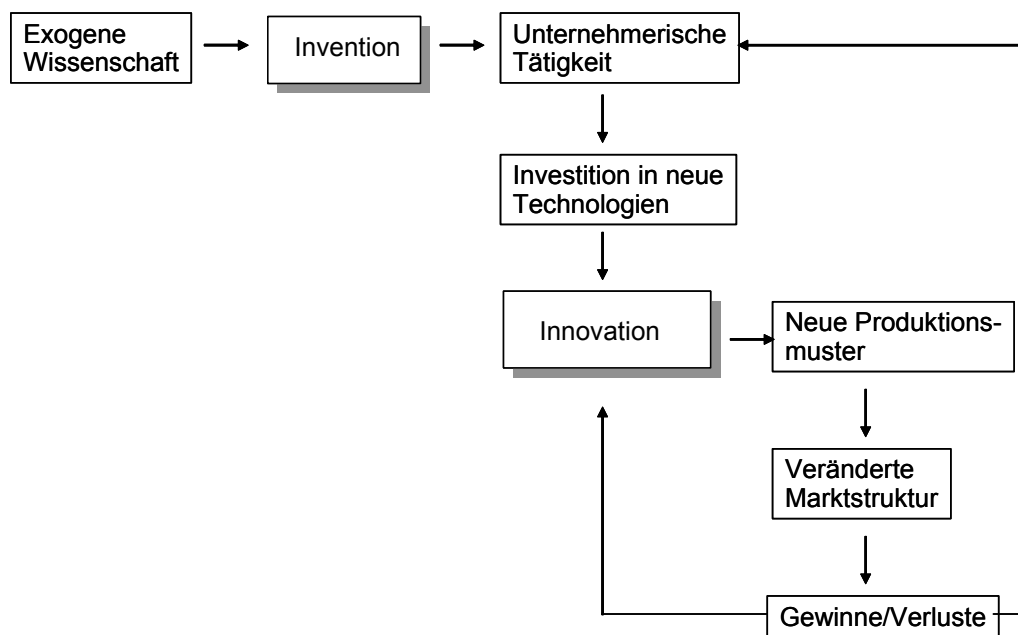 Exogene
Wissenschaft
Invention
Unternehmerische
Tätigkeit
Investition in neue
Technologien
Innovation
Neue Produktions-
muster
Veränderte
Marktstruktur
Gewinne/Verluste